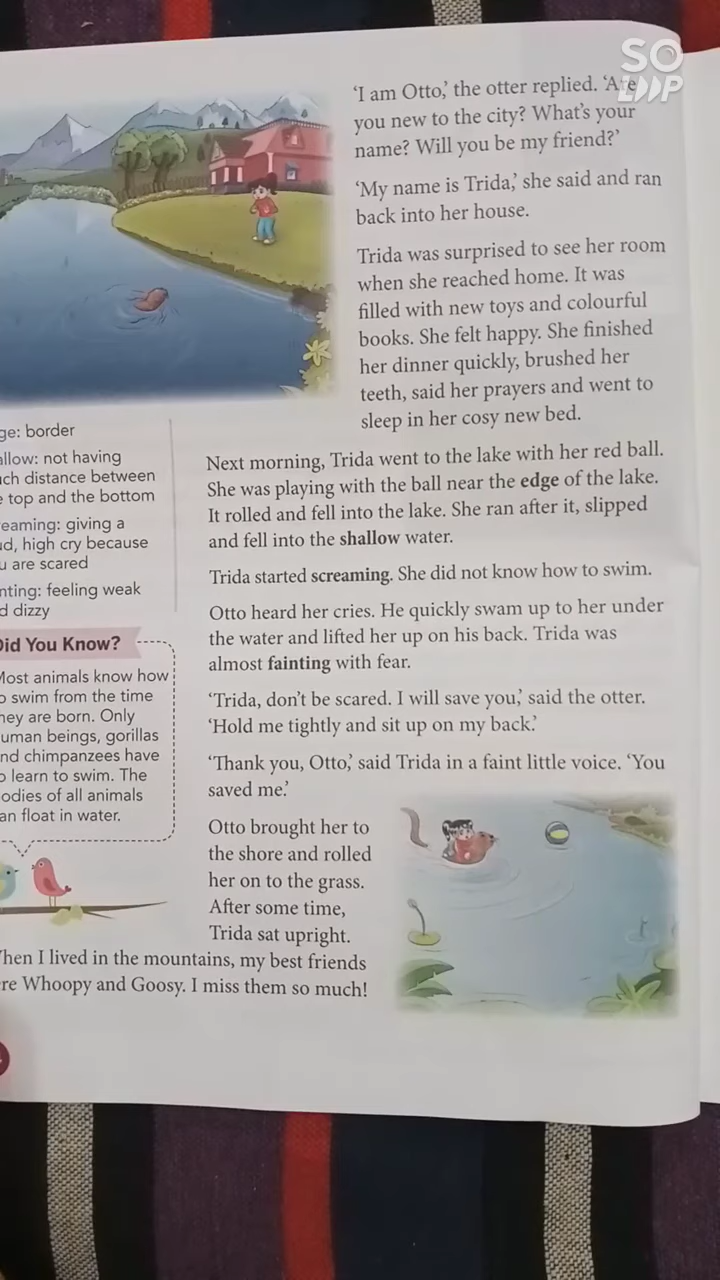 SO
LOOP
‘I am Otto,’ the otter replied. ‘Are
you new to the city? What’s your
name? Will you be my friend?’
‘My name is Trida,’ she said and ran
back into her house.
Trida was surprised to see her room
when she reached home. It was
filled with new toys and colourful
books. She felt happy. She finished
her dinner quickly, brushed her
teeth, said her prayers and went to
sleep in her cosy new bed.
Next morning, Trida went to the lake with her red ball.
She was playing with the ball near the edge of the lake.
It rolled and fell into the lake. She ran after it, slipped
and fell into the shallow water.
Trida started screaming. She did not know how to swim.
Otto heard her cries. He quickly swam up to her under
the water and lifted her up on his back. Trida was
almost fainting with fear.
‘Trida, don’t be scared. I will save you,’ said the otter.
‘Hold me tightly and sit up on my back.’
‘Thank you, Otto,’ said Trida in a faint little voice. ‘You
saved me.’
Otto brought her to
the shore and rolled
her on to the grass.
After some time,
Trida sat upright.
hen I lived in the mountains, my best friends
re Whoopy and Goosy. I miss them so much!
ge: border
allow: not having
ch distance between
top and the bottom
eaming: giving a
d, high cry because
u are scared
nting: feeling weak
d dizzy
Did You Know?
Most animals know how
o swim from the time
hey are born. Only
uman beings, gorillas
nd chimpanzees have
o learn to swim. The
odies of all animals
an float in water.